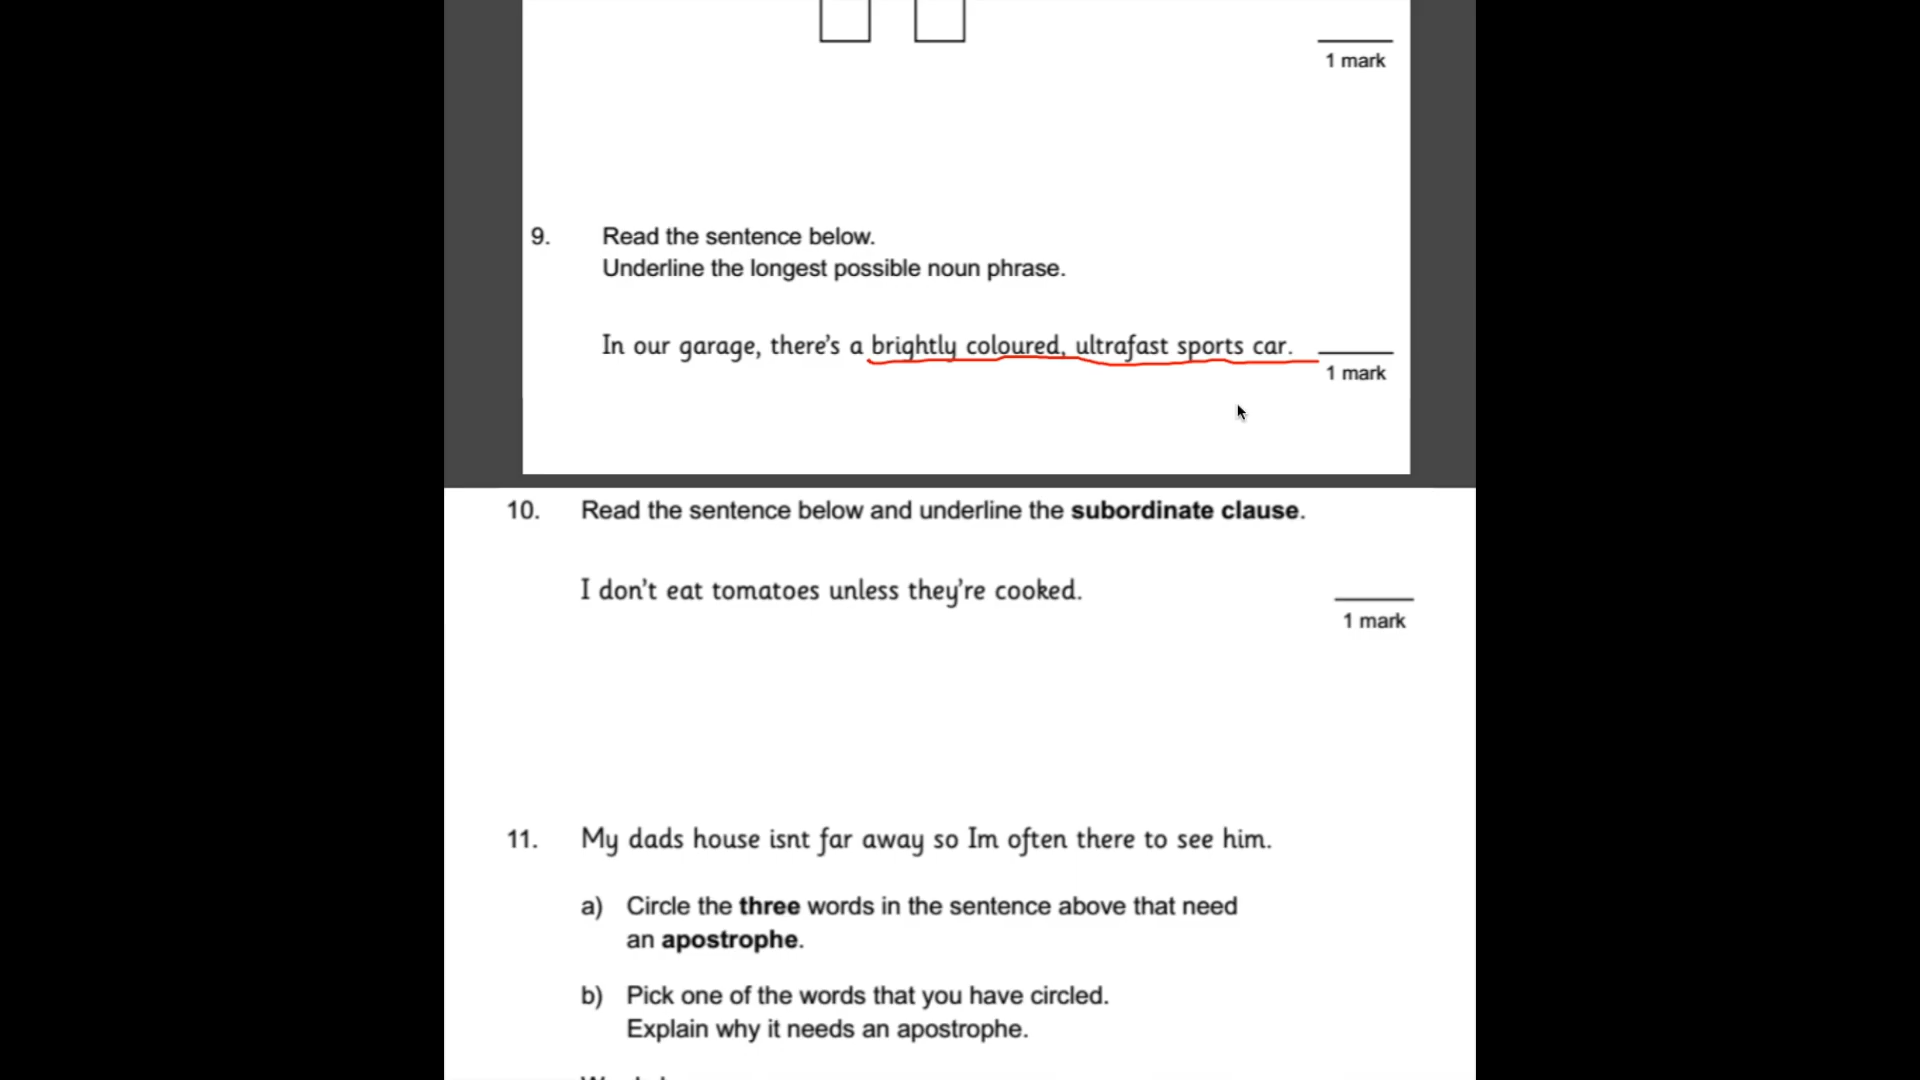 1 mark
9. Read the sentence below.
Underline the longest possible noun phrase.
In our garage, there's a brightly coloured, ultrafast sports car.
1 mark
10. Read the sentence below and underline the subordinate clause.
I don't eat tomatoes unless they're cooked.
1 mark
11. My dads house isnt far away so Im often there to see him.
a) Circle the three words in the sentence above that need
an apostrophe.
b) Pick one of the words that you have circled.
Explain why it needs an apostrophe.